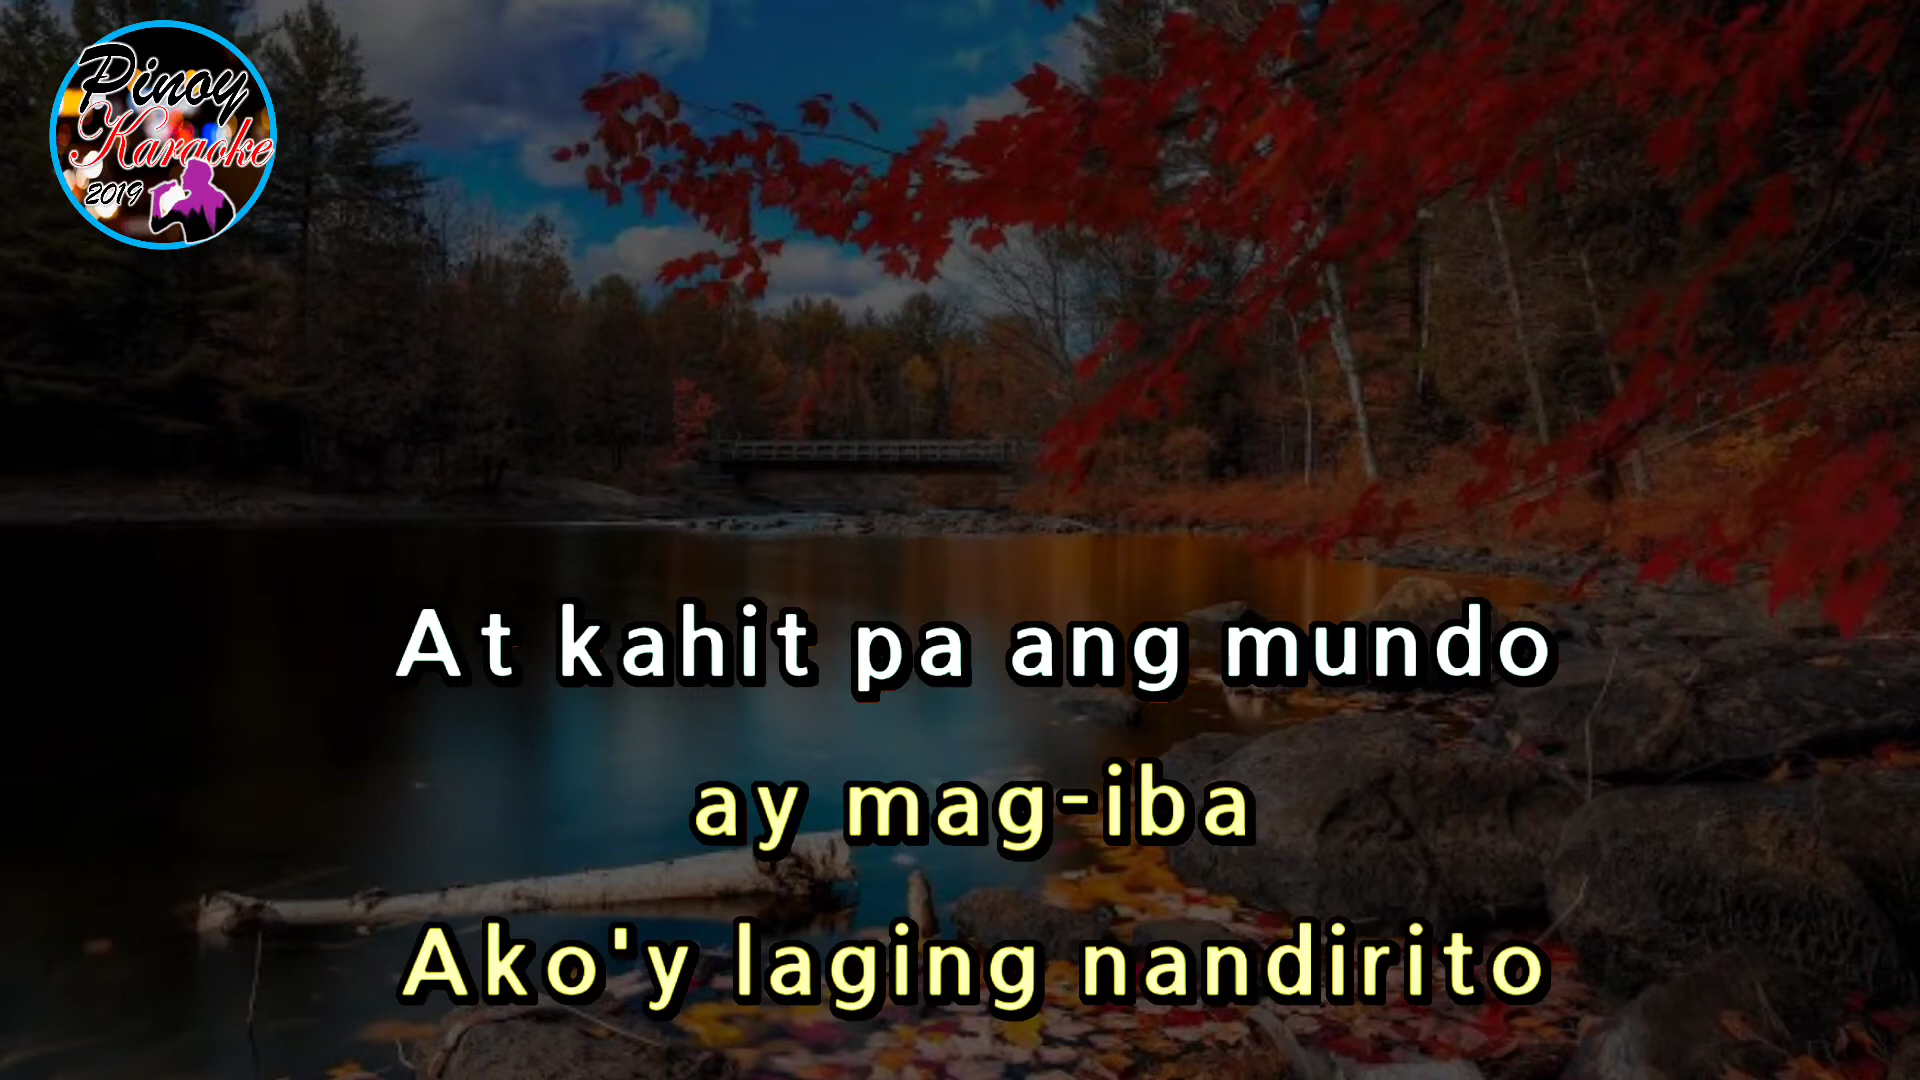 Pinoy
Karaoke
2019
At kahit pa ang mundo
ay mag-iba
Ako'y laging nandirito